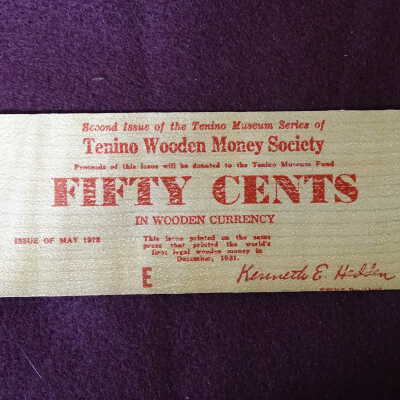 Second Issue of the Tenino Museum Series of
Tenino Wooden Money Society
Proceeds of this issue will be donated to the Tenino Museum Fund
FIFTY CENTS
IN WOODEN CURRENCY
ISSUE OF MAY 1972
This issue printed on the same
press that printed the world's
first legal wooden money in
December, 1931.
E
Kenneth E.